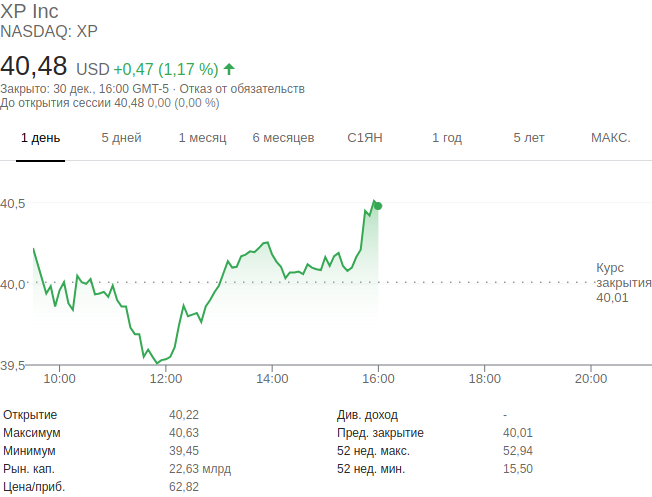 XP Inc
NASDAQ: XP
40,48 USD +0,47 (1,17 %)
Закрыто: 30 дек., 16:00 GMT-5 · Отказ от обязательств
До открытия сессии 40,48 0,00 (0,00 %)
1 день 5 дней 1 месяц 6 месяцев С1ЯН 1 год 5 лет МАКС.
40,5
40,0
39,5
Курс
закрытия
40,01
10:00 12:00 14:00 16:00 18:00 20:00
Открытие 40,22 Див. доход -
Максимум 40,63 Пред. закрытие 40,01
Минимум 39,45 52 нед. макс. 52,94
Рын. кап. 22,63 млрд 52 нед. мин. 15,50
Цена/приб. 62,82